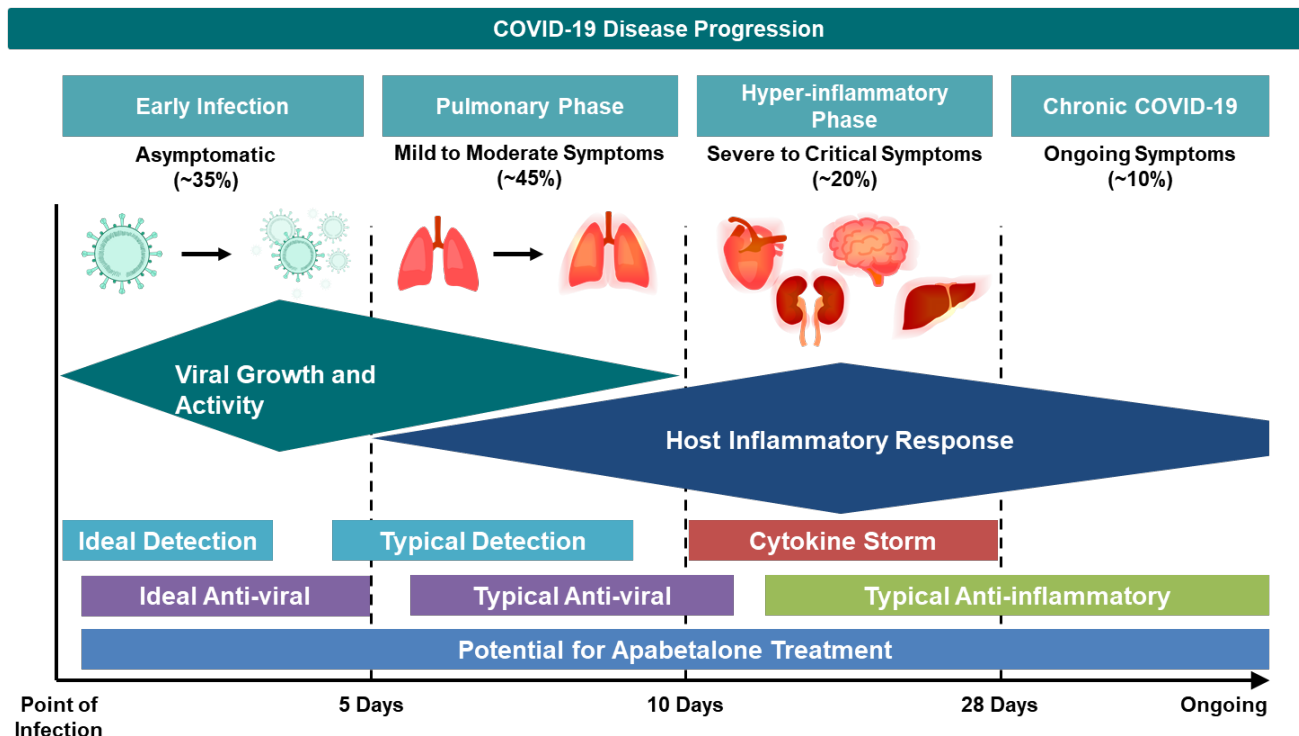 COVID-19 Disease Progression
Early Infection
Pulmonary Phase
Hyper-inflammatory
Phase
Chronic COVID-19
Asymptomatic
(~35%)
Mild to Moderate Symptoms
(~45%)
Severe to Critical Symptoms
(~20%)
Ongoing Symptoms
(~10%)
Viral Growth and
Activity
Host Inflammatory Response
Ideal Detection
Typical Detection
Cytokine Storm
Ideal Anti-viral
Typical Anti-viral
Typical Anti-inflammatory
Potential for Apabetalone Treatment
Point of
Infection
5 Days
10 Days
28 Days
Ongoing